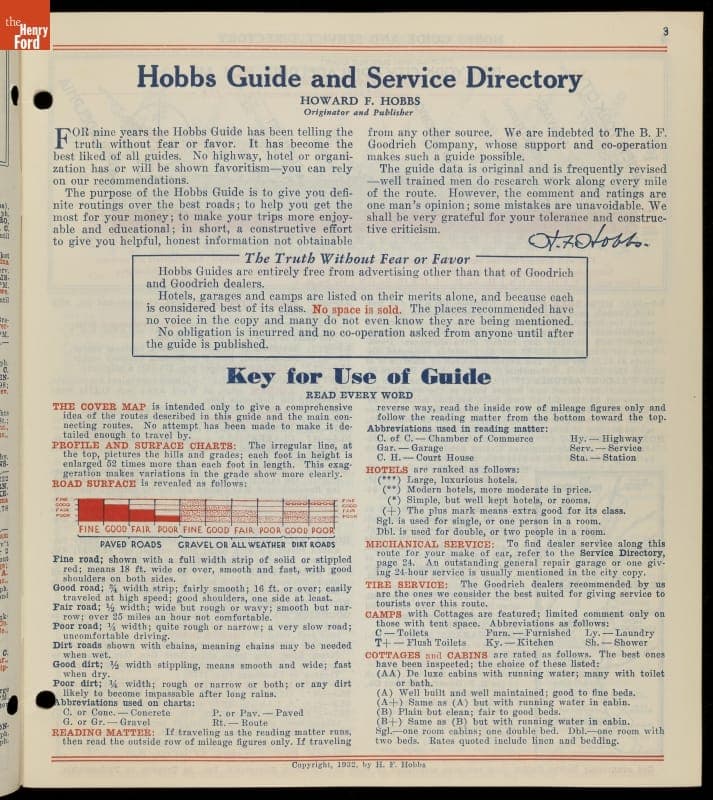 the
Henry
Ford
3
Hobbs Guide and Service Directory
HOWARD F. HOBBS
Originator and Publisher
FOR nine years the Hobbs Guide has been telling the
truth without fear or favor. It has become the
best liked of all guides. No highway, hotel or organi-
zation has or will be shown favoritism—you can rely
on our recommendations.
The purpose of the Hobbs Guide is to give you defi-
nite routings over the best roads; to help you get the
most for your money; to make your trips more enjoy-
able and educational; in short, a constructive effort
to give you helpful, honest information not obtainable
from any other source. We are indebted to The B. F.
Goodrich Company, whose support and co-operation
makes such a guide possible.
The guide data is original and is frequently revised
—well trained men do research work along every mile
of the route. However, the comment and ratings are
one man's opinion; some mistakes are unavoidable. We
shall be very grateful for your tolerance and construc-
tive criticism.
H. F. Hobbs.
The Truth Without Fear or Favor
Hobbs Guides are entirely free from advertising other than that of Goodrich
and Goodrich dealers.
Hotels, garages and camps are listed on their merits alone, and because each
is considered best of its class. No space is sold. The places recommended have
no voice in the copy and many do not even know they are being mentioned.
No obligation is incurred and no co-operation asked from anyone until after
the guide is published.
Key for Use of Guide
READ EVERY WORD
THE COVER MAP is intended only to give a comprehensive
idea of the routes described in this guide and the main con-
necting routes. No attempt has been made to make it de-
tailed enough to travel by.
PROFILE AND SURFACE CHARTS: The irregular line, at
the top, pictures the hills and grades; each foot in height is
enlarged 52 times more than each foot in length. This exag-
geration makes variations in the grade show more clearly.
ROAD SURFACE is revealed as follows:
FINE
GOOD
FAIR
POOR
FINE
GOOD
FAIR
POOR
FINE GOOD FAIR POOR FINE GOOD FAIR POOR GOOD POOR
PAVED ROADS GRAVEL OR ALL WEATHER DIRT ROADS
Fine road; shown with a full width strip of solid or stippled
red; means 18 ft. wide or over, smooth and fast, with good
shoulders on both sides.
Good road; ¾ width strip; fairly smooth; 16 ft. or over; easily
traveled at high speed; good shoulders, one side at least.
Fair road; ½ width; wide but rough or wavy; smooth but nar-
row; over 25 miles an hour not comfortable.
Poor road; ¼ width; quite rough or narrow; a very slow road;
uncomfortable driving.
Dirt roads shown with chains, meaning chains may be needed
when wet.
Good dirt; ½ width stippling, means smooth and wide; fast
when dry.
Poor dirt; ¼ width; rough or narrow or both; or any dirt
likely to become impassable after long rains.
Abbreviations used on charts:
C. or Conc. — Concrete P. or Pav. — Paved
G. or Gr. — Gravel Rt. — Route
READING MATTER: If traveling as the reading matter runs,
then read the outside row of mileage figures only. If traveling
reverse way, read the inside row of mileage figures only and
follow the reading matter from the bottom toward the top.
Abbreviations used in reading matter:
C. of C. — Chamber of Commerce Hy. — Highway
Gar. — Garage Serv. — Service
C. H. — Court House Sta. — Station
HOTELS are ranked as follows:
(***) Large, luxurious hotels.
(**) Modern hotels, more moderate in price.
(*) Simple, but well kept hotels, or rooms.
(+) The plus mark means extra good for its class.
Sgl. is used for single, or one person in a room.
Dbl. is used for double, or two people in a room.
MECHANICAL SERVICE: To find dealer service along this
route for your make of car, refer to the Service Directory,
page 24. An outstanding general repair garage or one giv-
ing 24-hour service is usually mentioned in the city copy.
TIRE SERVICE: The Goodrich dealers recommended by us
are the ones we consider the best suited for giving service to
tourists over this route.
CAMPS with Cottages are featured; limited comment only on
those with tent space. Abbreviations as follows:
C — Toilets Furn. — Furnished Ly. — Laundry
T+ — Flush Toilets Ky. — Kitchen Sh. — Shower
COTTAGES and CABINS are rated as follows. The best ones
have been inspected; the choice of these listed:
(AA) De luxe cabins with running water; many with toilet
or bath.
(A) Well built and well maintained; good to fine beds.
(A+) Same as (A) but with running water in cabin.
(B) Plain but clean; fair to good beds.
(B+) Same as (B) but with running water in cabin.
Sgl.—one room cabins; one double bed. Dbl.—one room with
two beds. Rates quoted include linen and bedding.
Copyright, 1932, by H. F. Hobbs